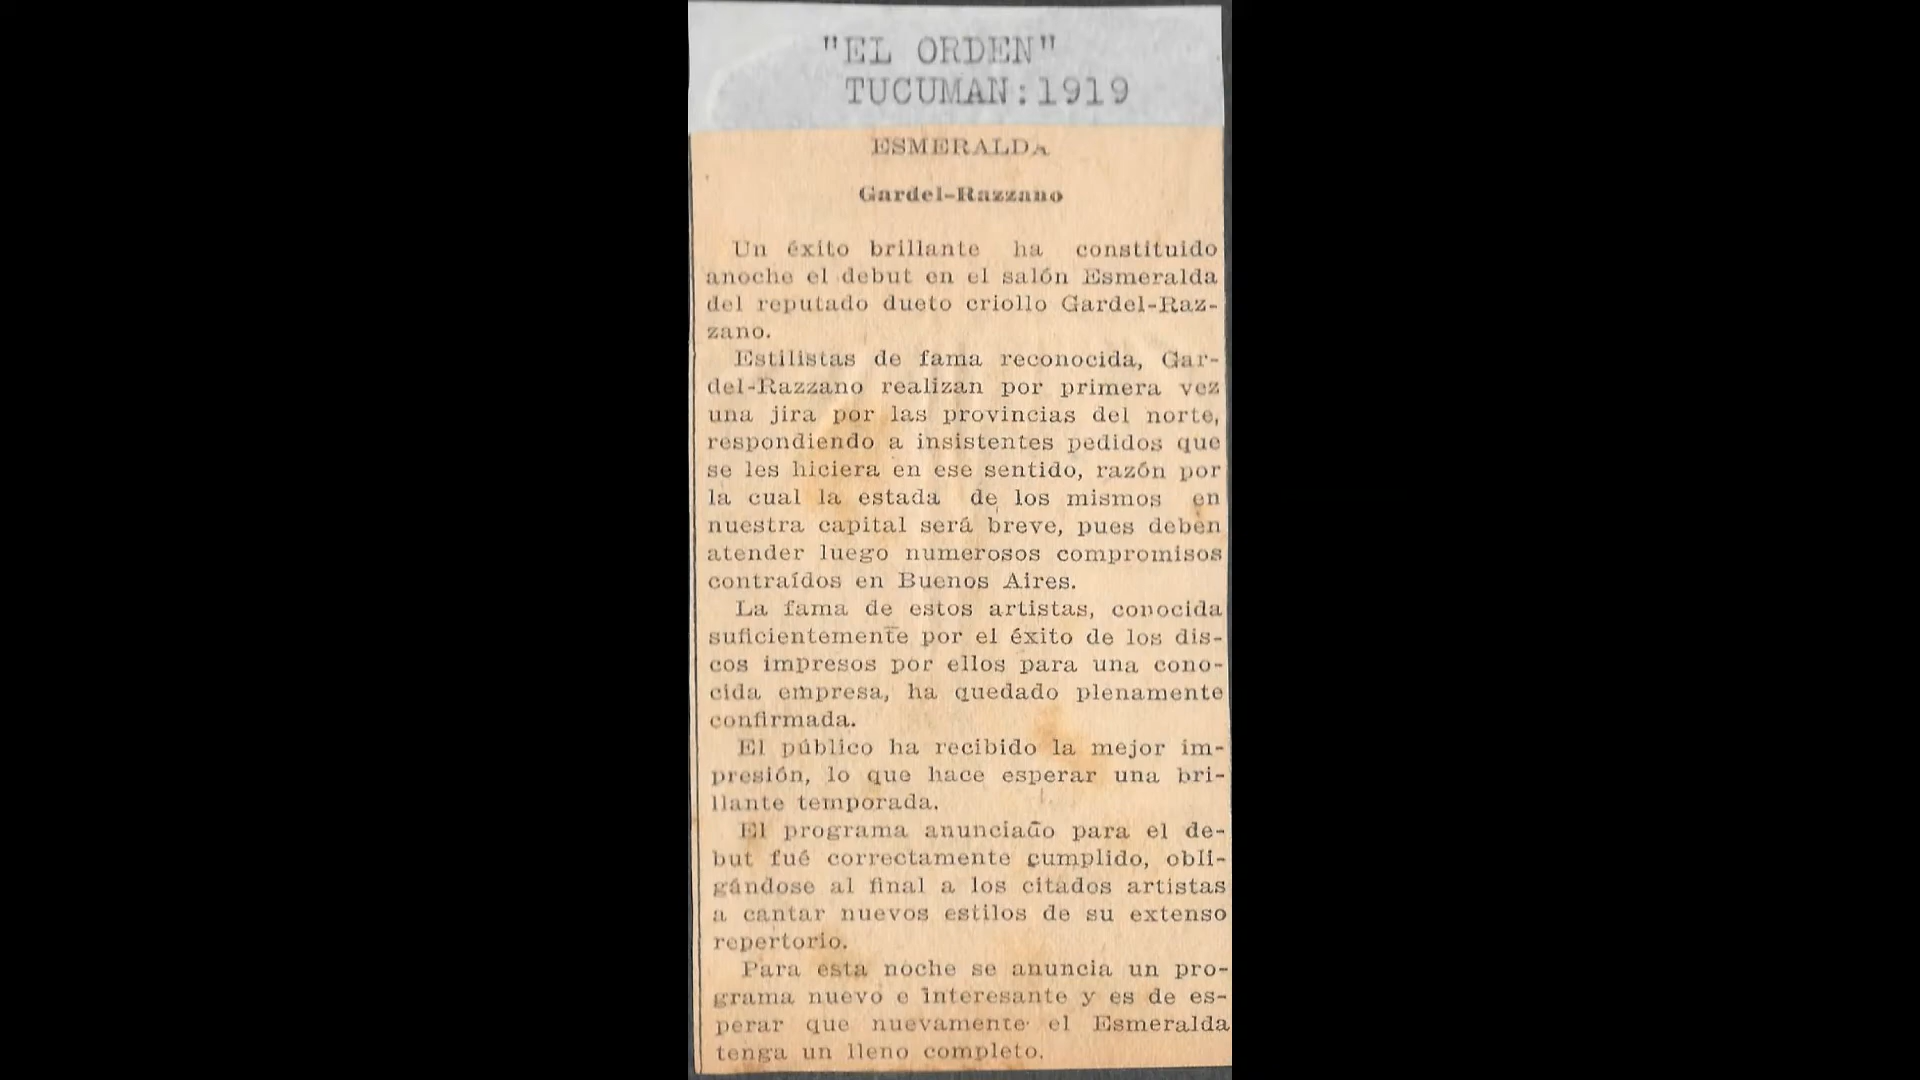 "EL ORDEN"
TUCUMAN:1919
ESMERALDA
Gardel-Razzano
Un éxito brillante ha constituido
anoche el debut en el salón Esmeralda
del reputado dueto criollo Gardel-Raz-
zano.
Estilistas de fama reconocida, Gar-
del-Razzano realizan por primera vez
una jira por las provincias del norte,
respondiendo a insistentes pedidos que
se les hiciera en ese sentido, razón por
la cual la estada de los mismos en
nuestra capital será breve, pues deben
atender luego numerosos compromisos
contraídos en Buenos Aires.
La fama de estos artistas, conocida
suficientemente por el éxito de los dis-
cos impresos por ellos para una cono-
cida empresa, ha quedado plenamente
confirmada.
El público ha recibido la mejor im-
presión, lo que hace esperar una bri-
llante temporada.
El programa anunciado para el de-
but fué correctamente cumplido, obli-
gándose al final a los citados artistas
a cantar nuevos estilos de su extenso
repertorio.
Para esta noche se anuncia un pro-
grama nuevo e interesante y es de es-
perar que nuevamente el Esmeralda
tenga un lleno completo.